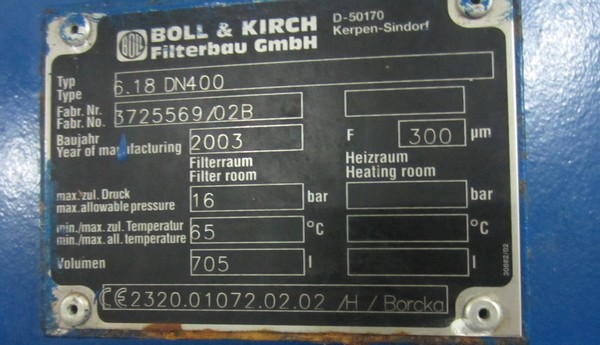 BOLL
BOLL & KIRCH
Filterbau GmbH
D-50170
Kerpen-Sindorf
Typ
Type
6.18 DN400
Fabr. Nr.
Fabr. No.
3725569/02B
Baujahr
Year of manufacturing
2003
F 300 µm
Filterraum
Filter room
Heizraum
Heating room
max. zul. Druck
max. allowable pressure
16 bar
bar
min./max. zul. Temperatur
min./max. all. temperature
65 °C
°C
Volumen
705 l
l
CE 2320.01072.02.02 /H / Borcka